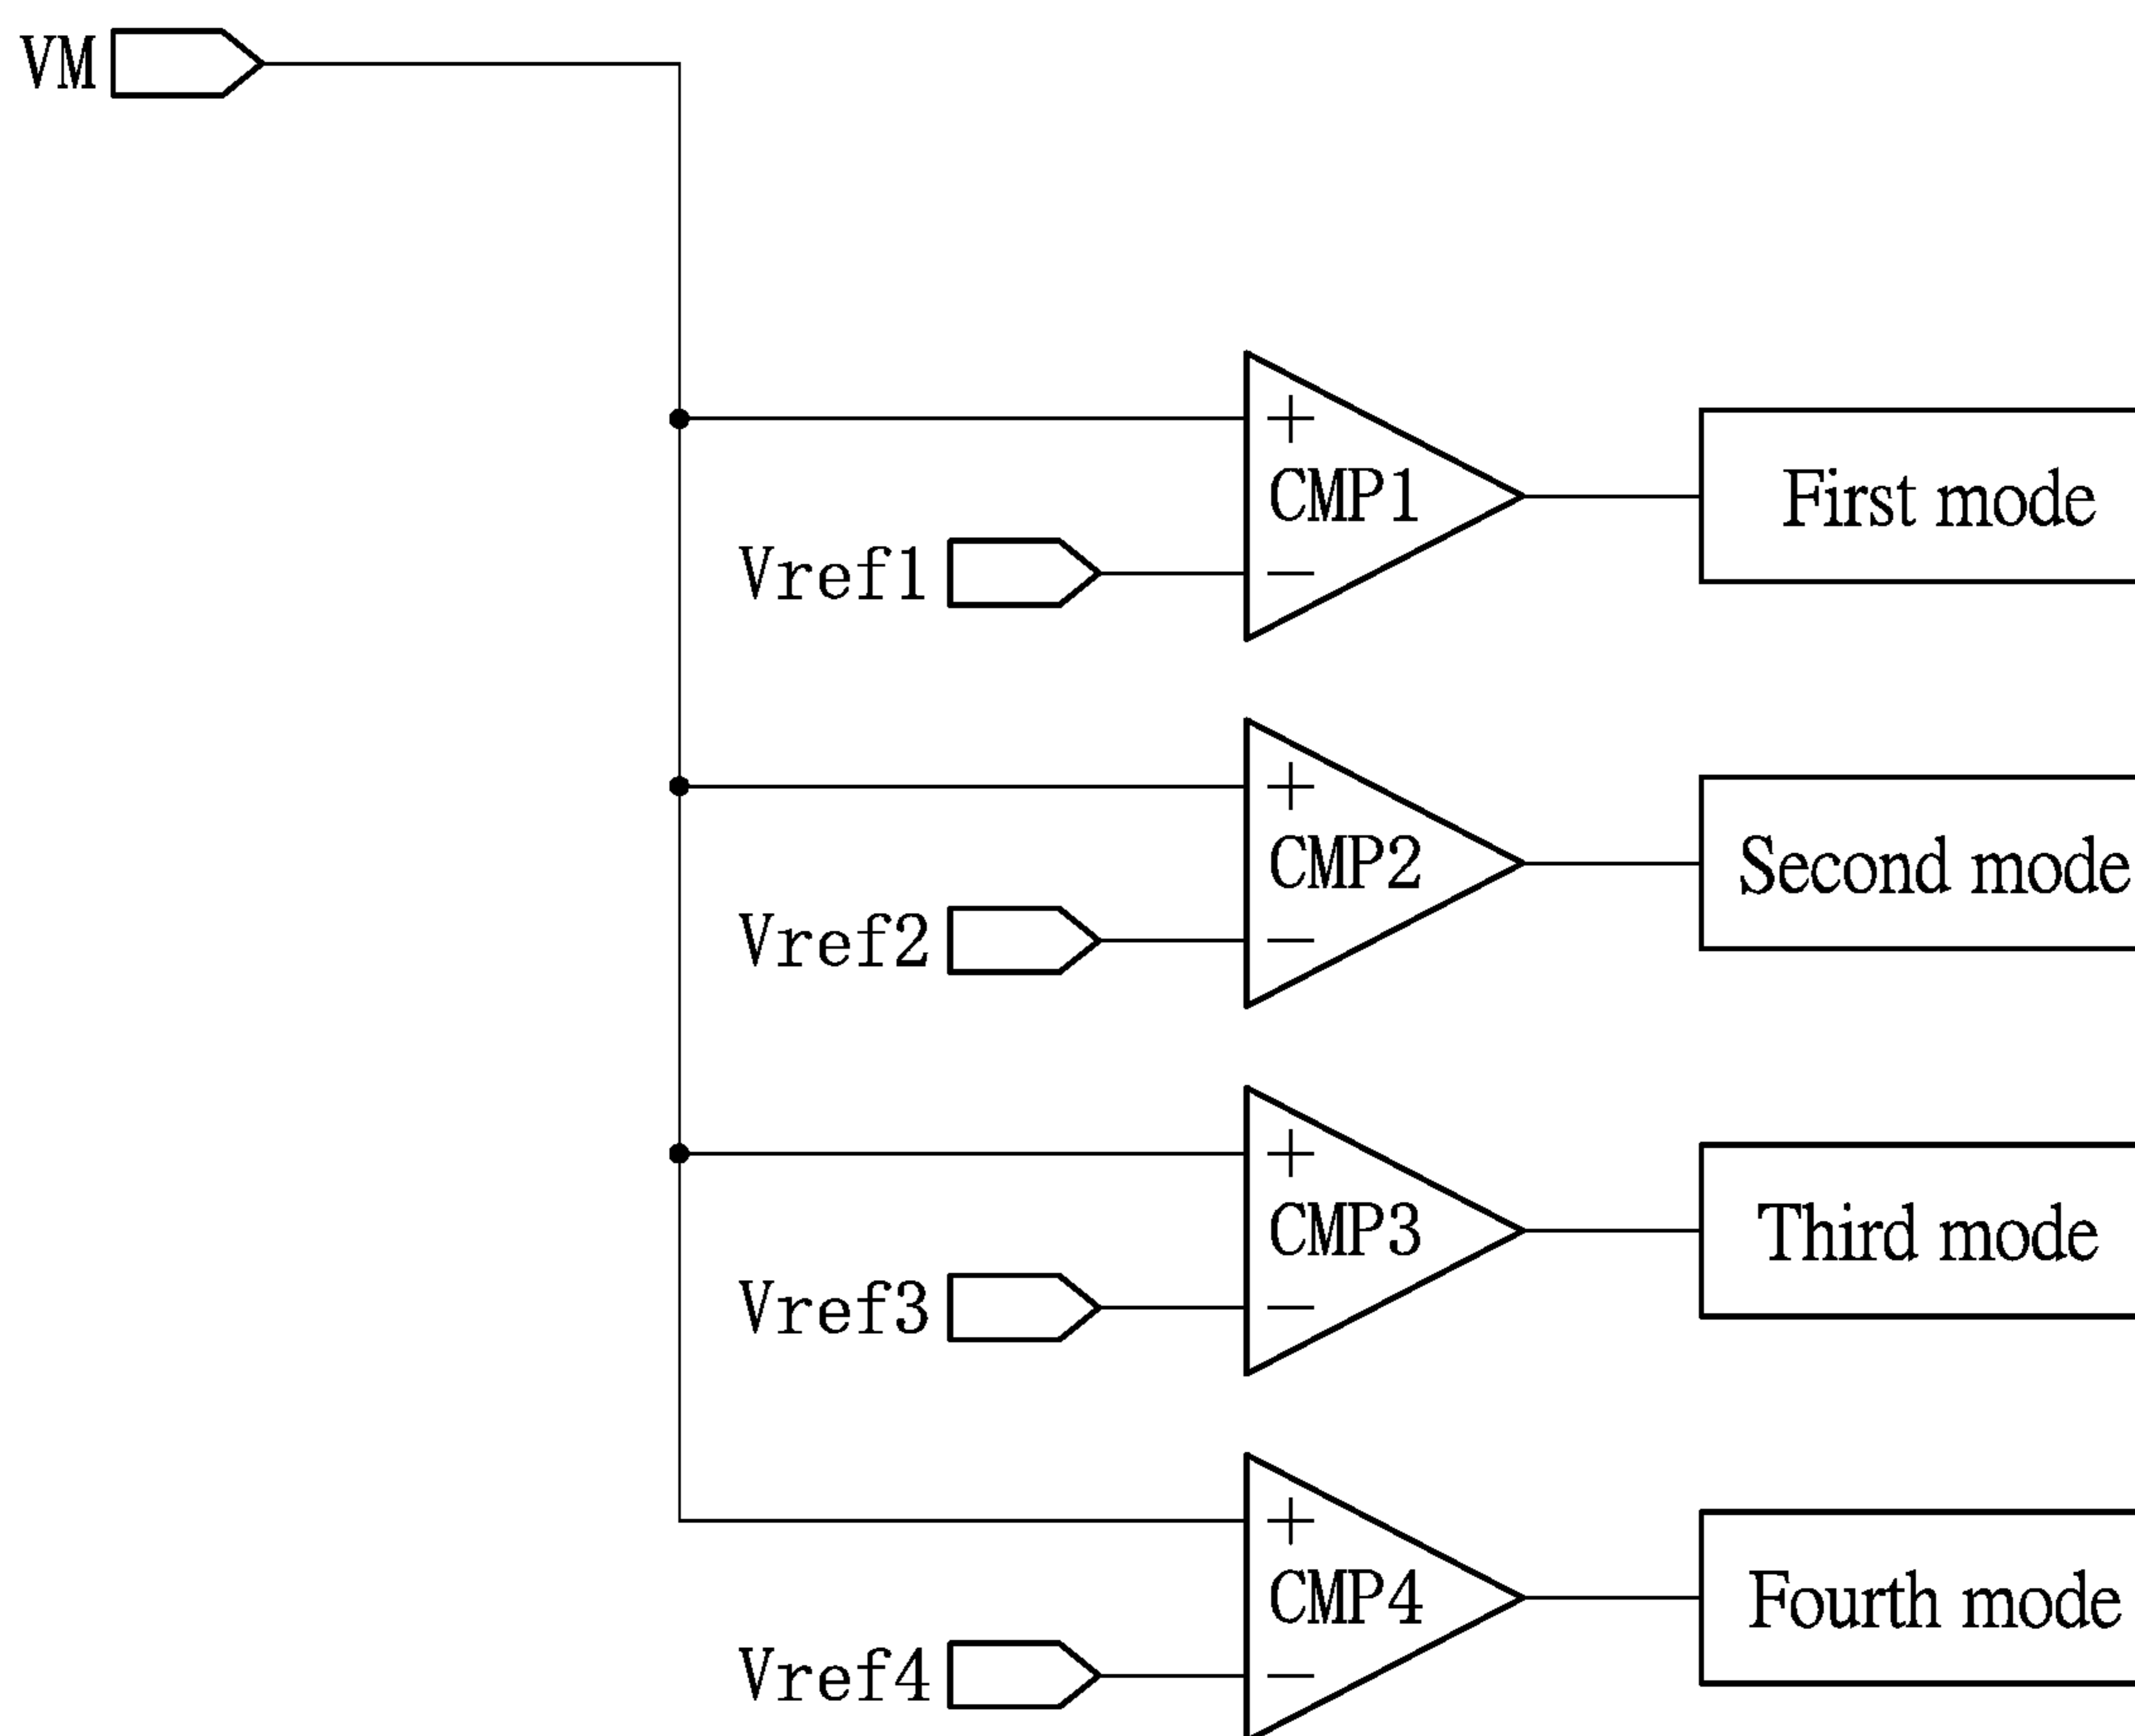 VM
+
CMP1
First mode
Vref1
−
+
CMP2
Second mode
Vref2
−
+
CMP3
Third mode
Vref3
−
+
CMP4
Fourth mode
Vref4
−